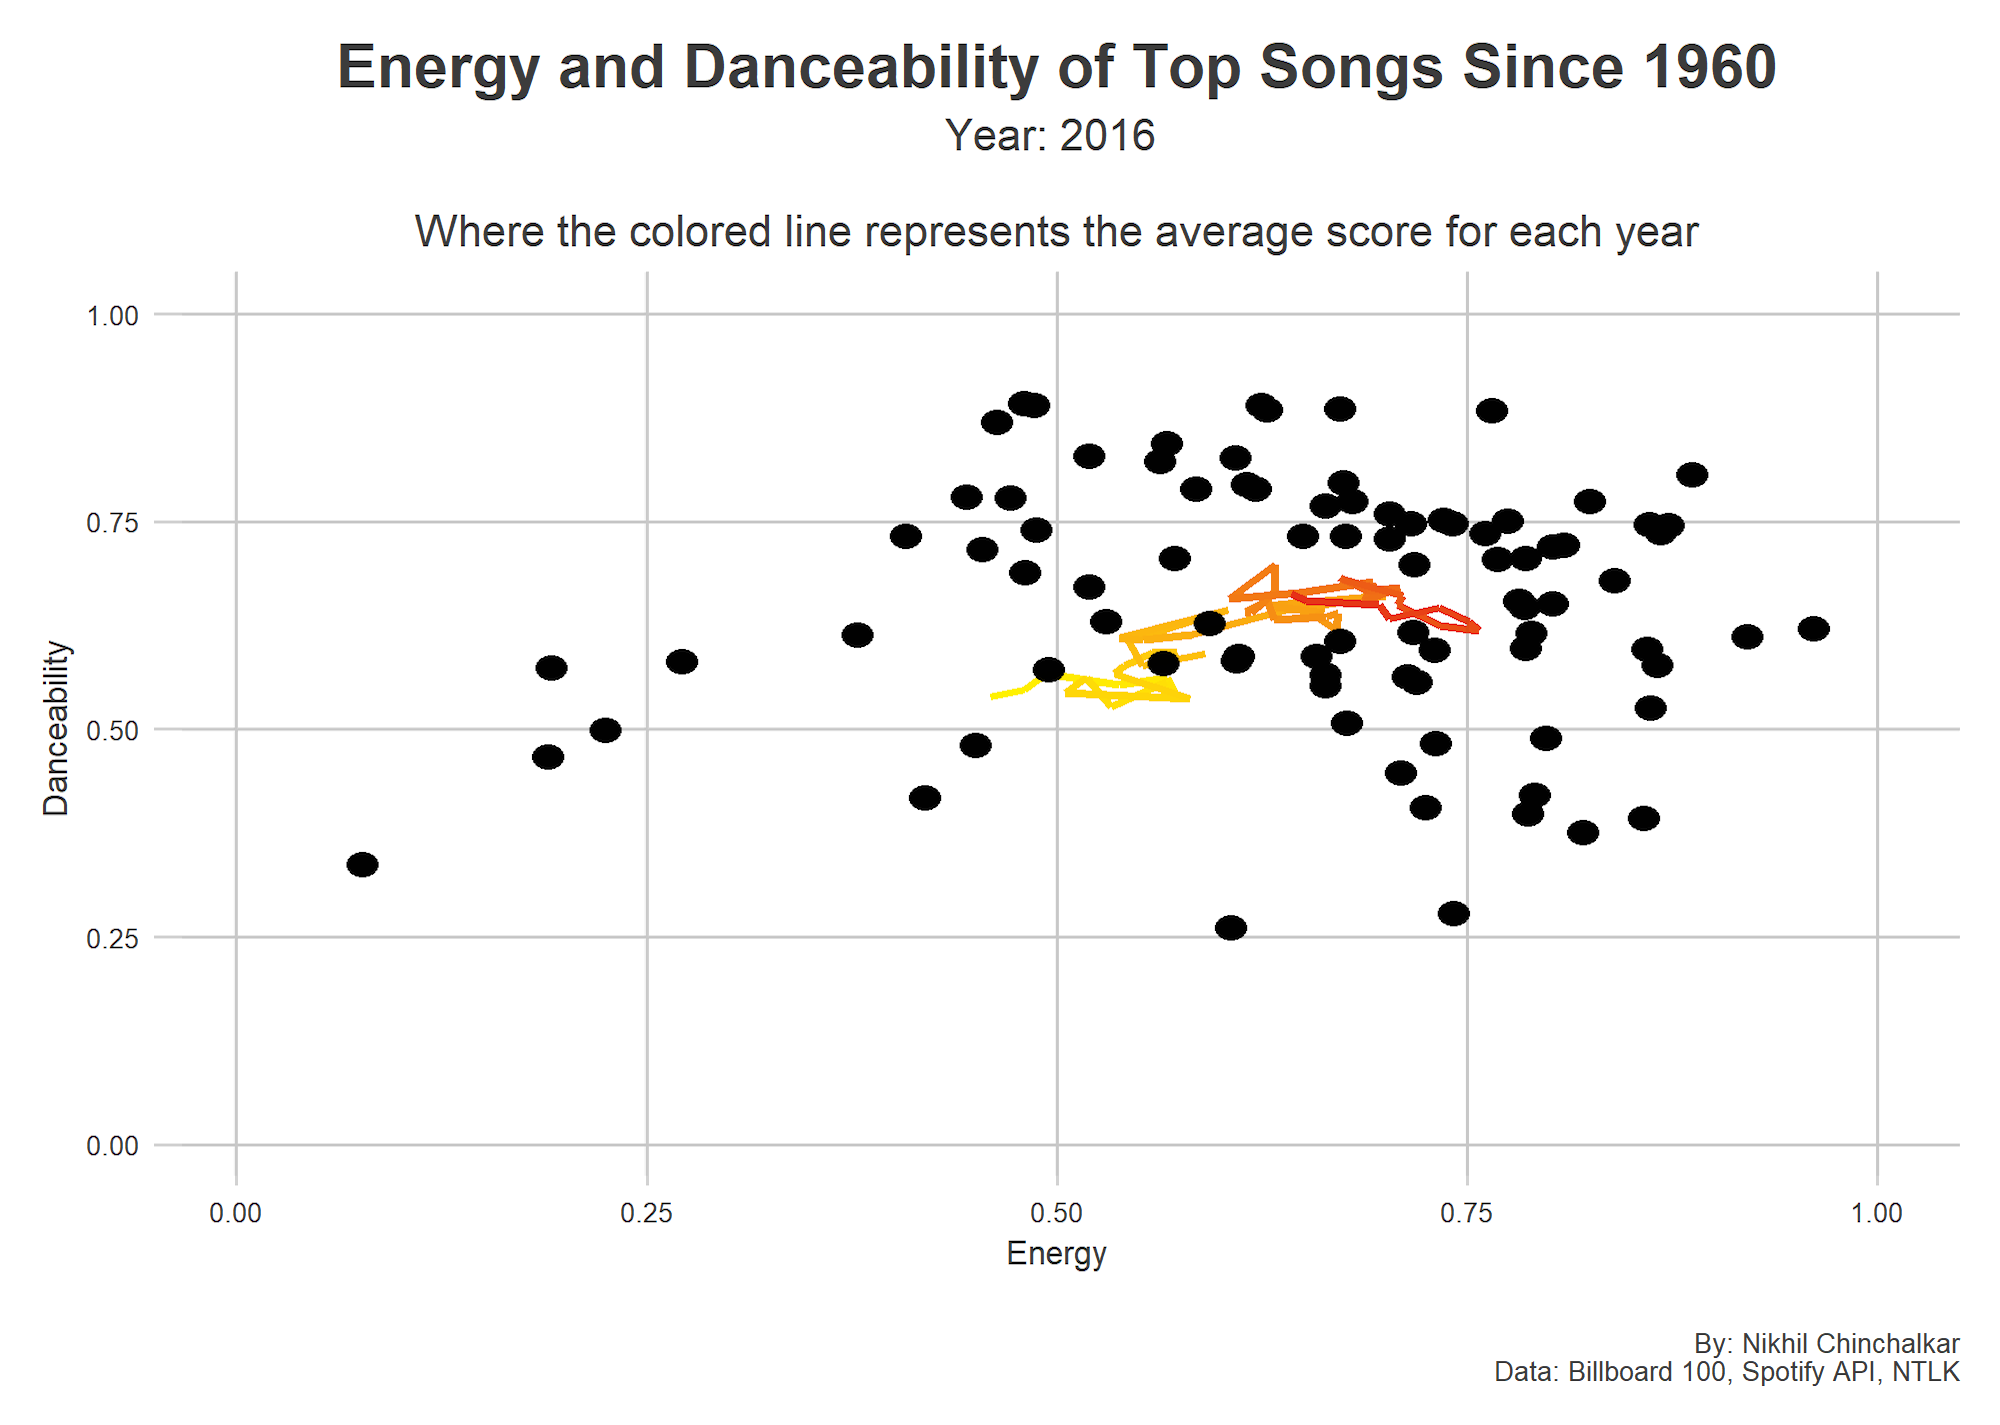 Energy and Danceability of Top Songs Since 1960
Year: 2016
Where the colored line represents the average score for each year
1.00
0.75
0.50
0.25
0.00
Danceability
0.00 0.25 0.50 0.75 1.00
Energy
By: Nikhil Chinchalkar
Data: Billboard 100, Spotify API, NTLK